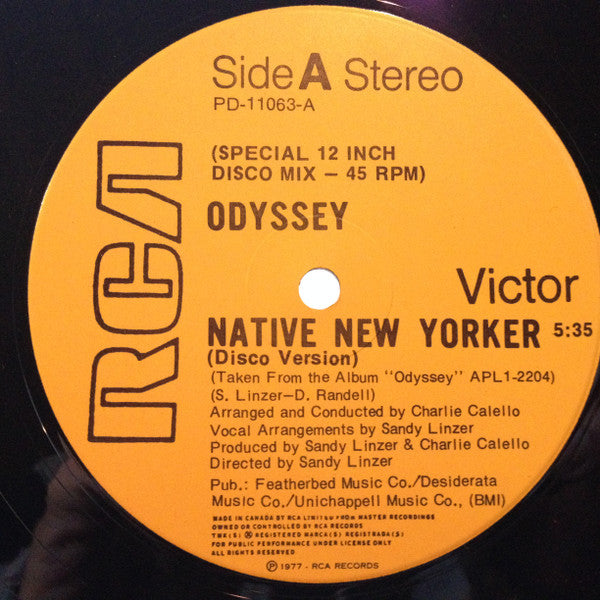 Side A Stereo
PD-11063-A
(SPECIAL 12 INCH
DISCO MIX – 45 RPM)
ODYSSEY
RCA
Victor
NATIVE NEW YORKER 5:35
(Disco Version)
(Taken From the Album "Odyssey" APL1-2204)
(S. Linzer–D. Randell)
Arranged and Conducted by Charlie Calello
Vocal Arrangements by Sandy Linzer
Produced by Sandy Linzer & Charlie Calello
Directed by Sandy Linzer
Pub.: Featherbed Music Co./Desiderata
Music Co./Unichappell Music Co., (BMI)
MADE IN CANADA BY RCA LIMITED FROM MASTER RECORDINGS
OWNED OR CONTROLLED BY RCA RECORDS
TMK(S) ® REGISTERED MARCA(S) REGISTRADA(S)
FOR PUBLIC PERFORMANCE UNDER LICENSE ONLY
ALL RIGHTS RESERVED
℗ 1977 - RCA RECORDS